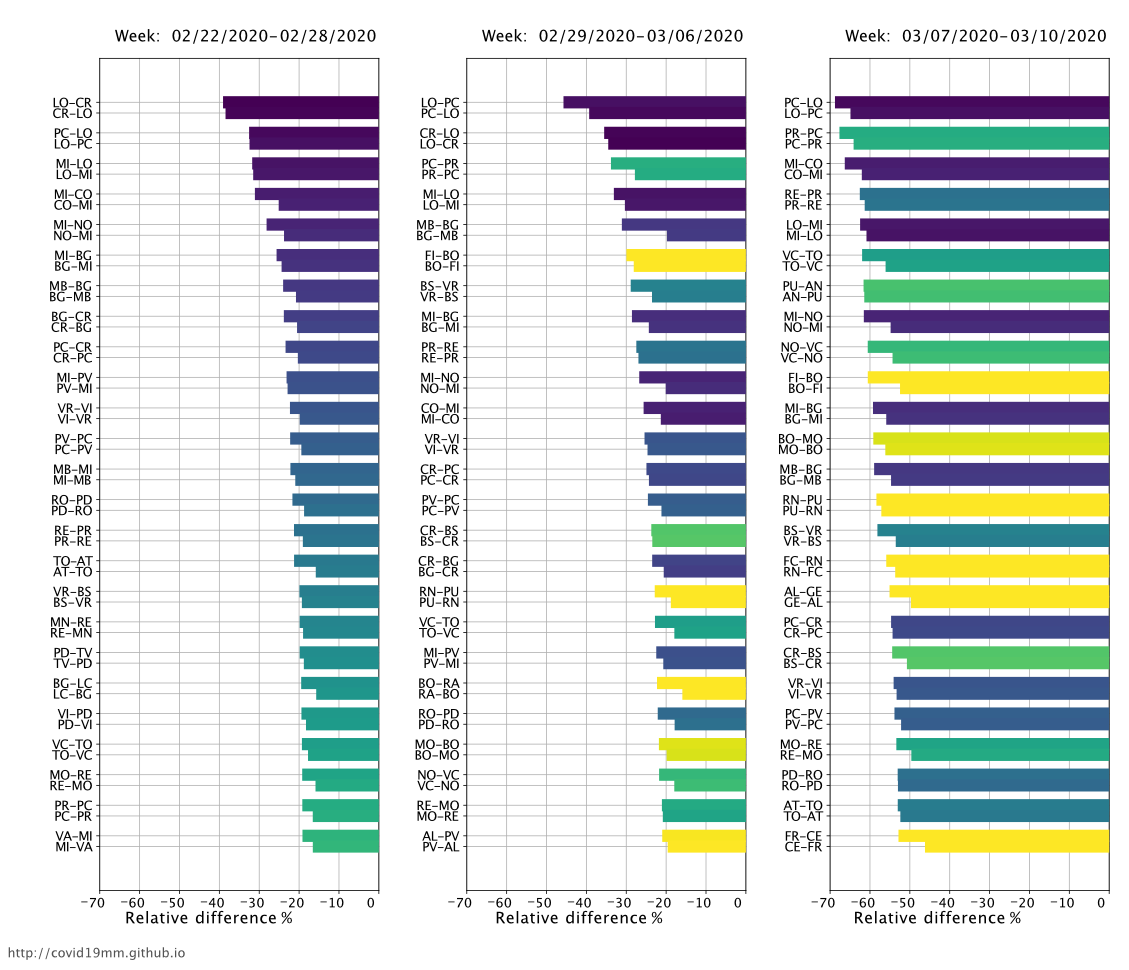 Week: 02/22/2020–02/28/2020
LO–CR
CR–LO
PC–LO
LO–PC
MI–LO
LO–MI
MI–CO
CO–MI
MI–NO
NO–MI
MI–BG
BG–MI
MB–BG
BG–MB
BG–CR
CR–BG
PC–CR
CR–PC
MI–PV
PV–MI
VR–VI
VI–VR
PV–PC
PC–PV
MB–MI
MI–MB
RO–PD
PD–RO
RE–PR
PR–RE
TO–AT
AT–TO
VR–BS
BS–VR
MN–RE
RE–MN
PD–TV
TV–PD
BG–LC
LC–BG
VI–PD
PD–VI
VC–TO
TO–VC
MO–RE
RE–MO
PR–PC
PC–PR
VA–MI
MI–VA
−70 −60 −50 −40 −30 −20 −10 0
Relative difference %
Week: 02/29/2020–03/06/2020
LO–PC
PC–LO
CR–LO
LO–CR
PC–PR
PR–PC
MI–LO
LO–MI
MB–BG
BG–MB
FI–BO
BO–FI
BS–VR
VR–BS
MI–BG
BG–MI
PR–RE
RE–PR
MI–NO
NO–MI
CO–MI
MI–CO
VR–VI
VI–VR
CR–PC
PC–CR
PV–PC
PC–PV
CR–BS
BS–CR
CR–BG
BG–CR
RN–PU
PU–RN
VC–TO
TO–VC
MI–PV
PV–MI
BO–RA
RA–BO
RO–PD
PD–RO
MO–BO
BO–MO
NO–VC
VC–NO
RE–MO
MO–RE
AL–PV
PV–AL
−70 −60 −50 −40 −30 −20 −10 0
Relative difference %
Week: 03/07/2020–03/10/2020
PC–LO
LO–PC
PR–PC
PC–PR
MI–CO
CO–MI
RE–PR
PR–RE
LO–MI
MI–LO
VC–TO
TO–VC
PU–AN
AN–PU
MI–NO
NO–MI
NO–VC
VC–NO
FI–BO
BO–FI
MI–BG
BG–MI
BO–MO
MO–BO
MB–BG
BG–MB
RN–PU
PU–RN
BS–VR
VR–BS
FC–RN
RN–FC
AL–GE
GE–AL
PC–CR
CR–PC
CR–BS
BS–CR
VR–VI
VI–VR
PC–PV
PV–PC
MO–RE
RE–MO
PD–RO
RO–PD
AT–TO
TO–AT
FR–CE
CE–FR
−70 −60 −50 −40 −30 −20 −10 0
Relative difference %
http://covid19mm.github.io